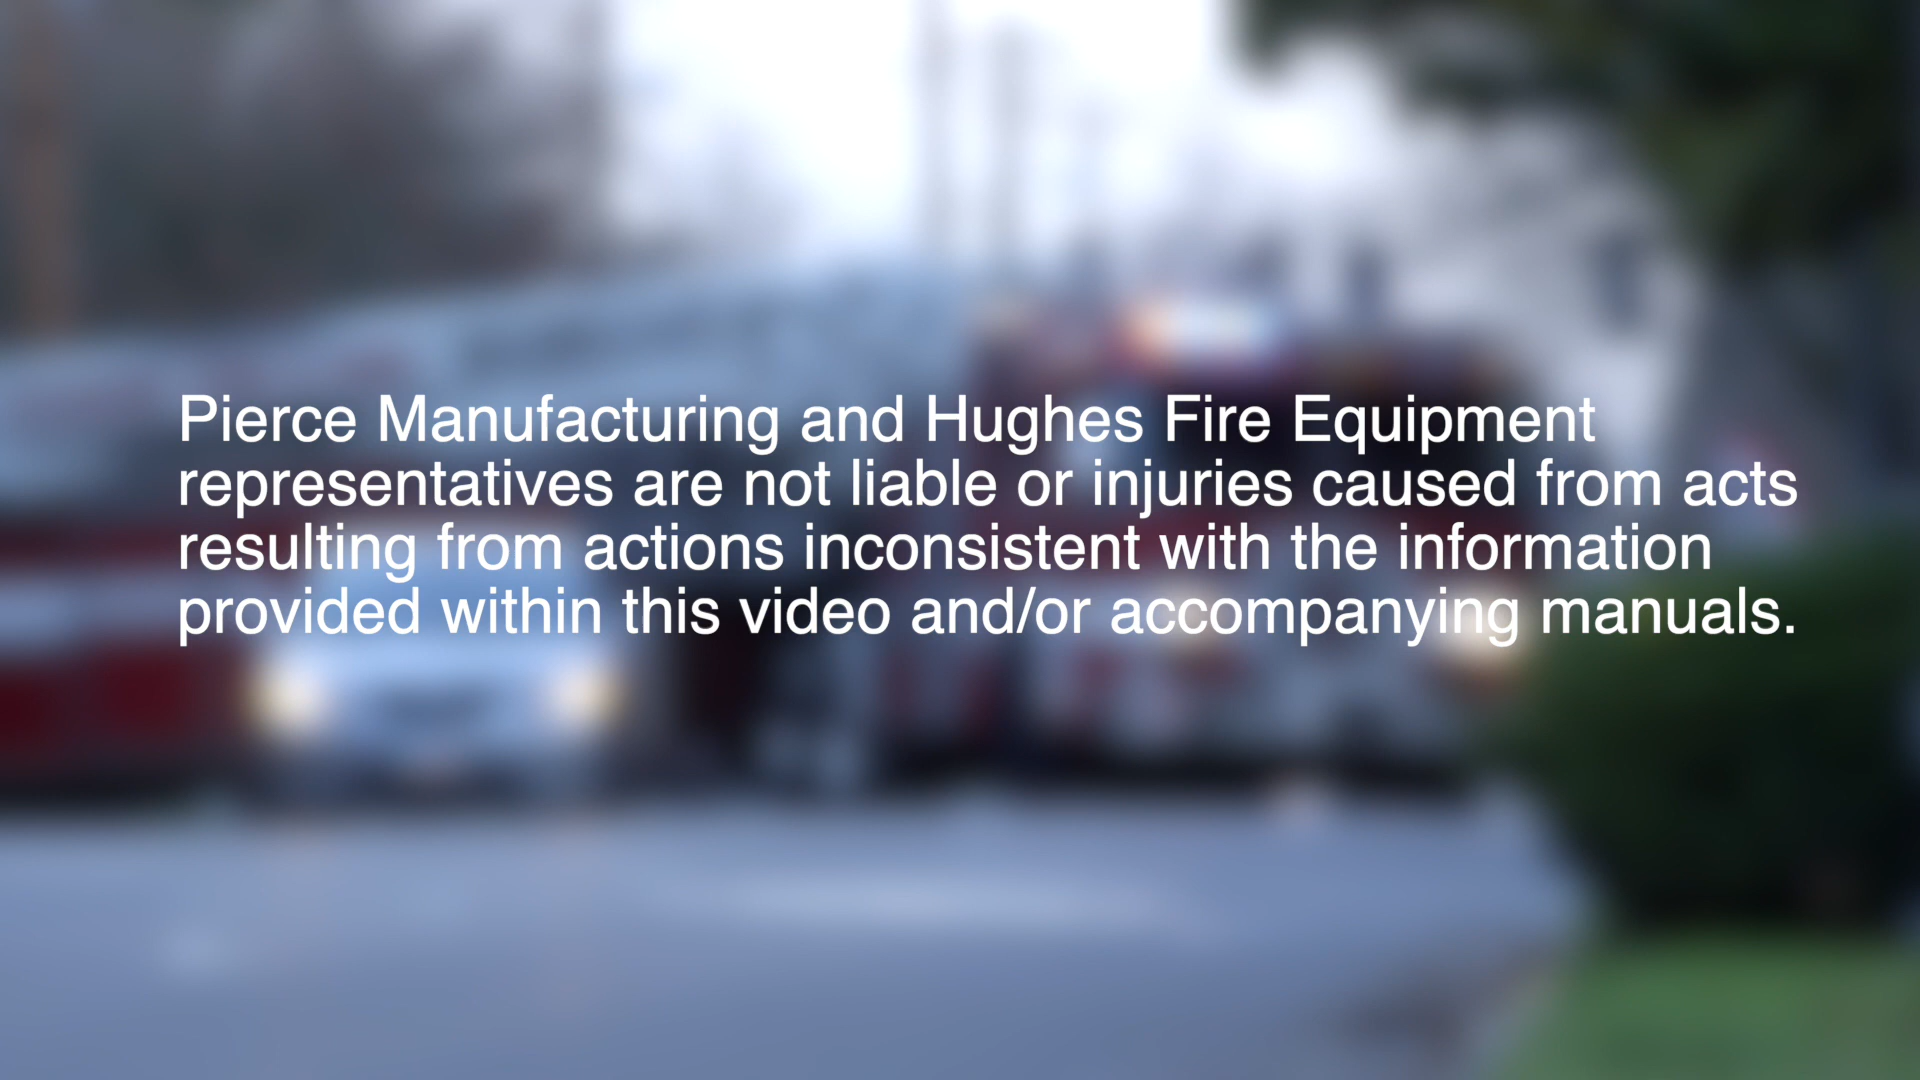 Pierce Manufacturing and Hughes Fire Equipment
representatives are not liable or injuries caused from acts
resulting from actions inconsistent with the information
provided within this video and/or accompanying manuals.